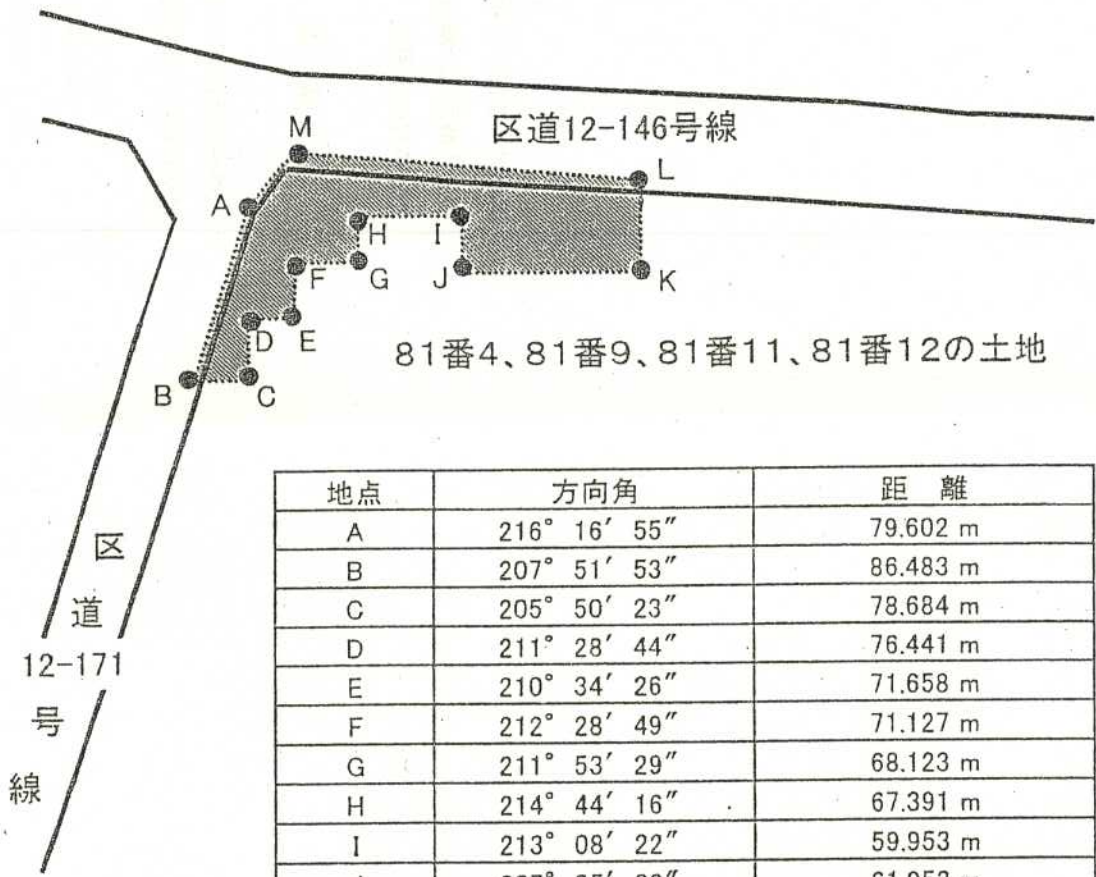 区道12-146号線
M
L
A
H
I
F
G
J
K
D
E
B
C
81番4、81番9、81番11、81番12の土地
区
道
12-171
号
線
地点 方向角 距 離
A 216° 16′ 55″ 79.602 m
B 207° 51′ 53″ 86.483 m
C 205° 50′ 23″ 78.684 m
D 211° 28′ 44″ 76.441 m
E 210° 34′ 26″ 71.658 m
F 212° 28′ 49″ 71.127 m
G 211° 53′ 29″ 68.123 m
H 214° 44′ 16″ 67.391 m
I 213° 08′ 22″ 59.953 m